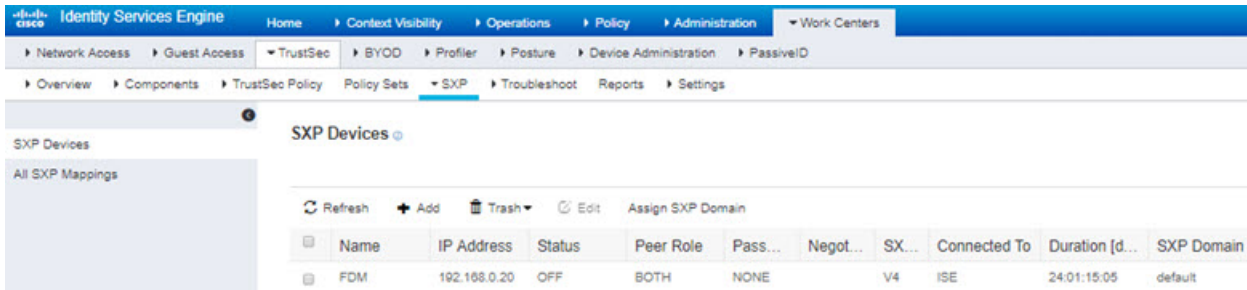 cisco Identity Services Engine Home Context Visibility Operations Policy Administration Work Centers
Network Access Guest Access TrustSec BYOD Profiler Posture Device Administration PassiveID
Overview Components TrustSec Policy Policy Sets SXP Troubleshoot Reports Settings
SXP Devices
All SXP Mappings
SXP Devices
Refresh Add Trash Edit Assign SXP Domain
Name IP Address Status Peer Role Pass... Negot... SX... Connected To Duration [d... SXP Domain
FDM 192.168.0.20 OFF BOTH NONE V4 ISE 24:01:15:05 default